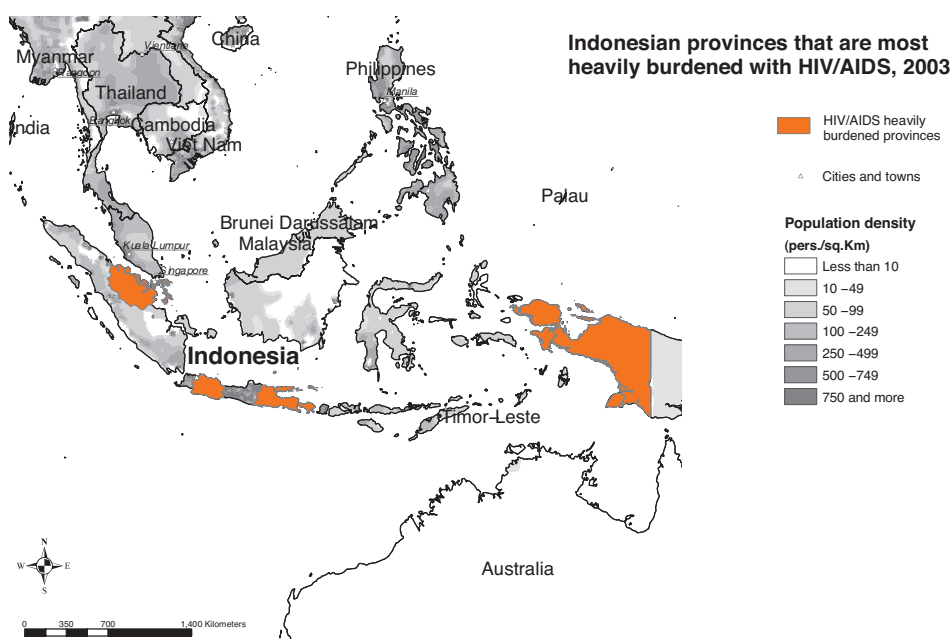 Indonesian provinces that are most
heavily burdened with HIV/AIDS, 2003
HIV/AIDS heavily
burdened provinces
Cities and towns
Population density
(pers./sq.Km)
Less than 10
10 –49
50 –99
100 –249
250 –499
500 –749
750 and more
China
Myanmar
Vientiane
Rangoon
Philippines
Manila
Thailand
India
Bangkok
Cambodia
Viet Nam
Palau
Brunei Darussalam
Malaysia
Kuala Lumpur
Singapore
Indonesia
Timor-Leste
Australia
N
W E
S
0 350 700 1,400 Kilometers